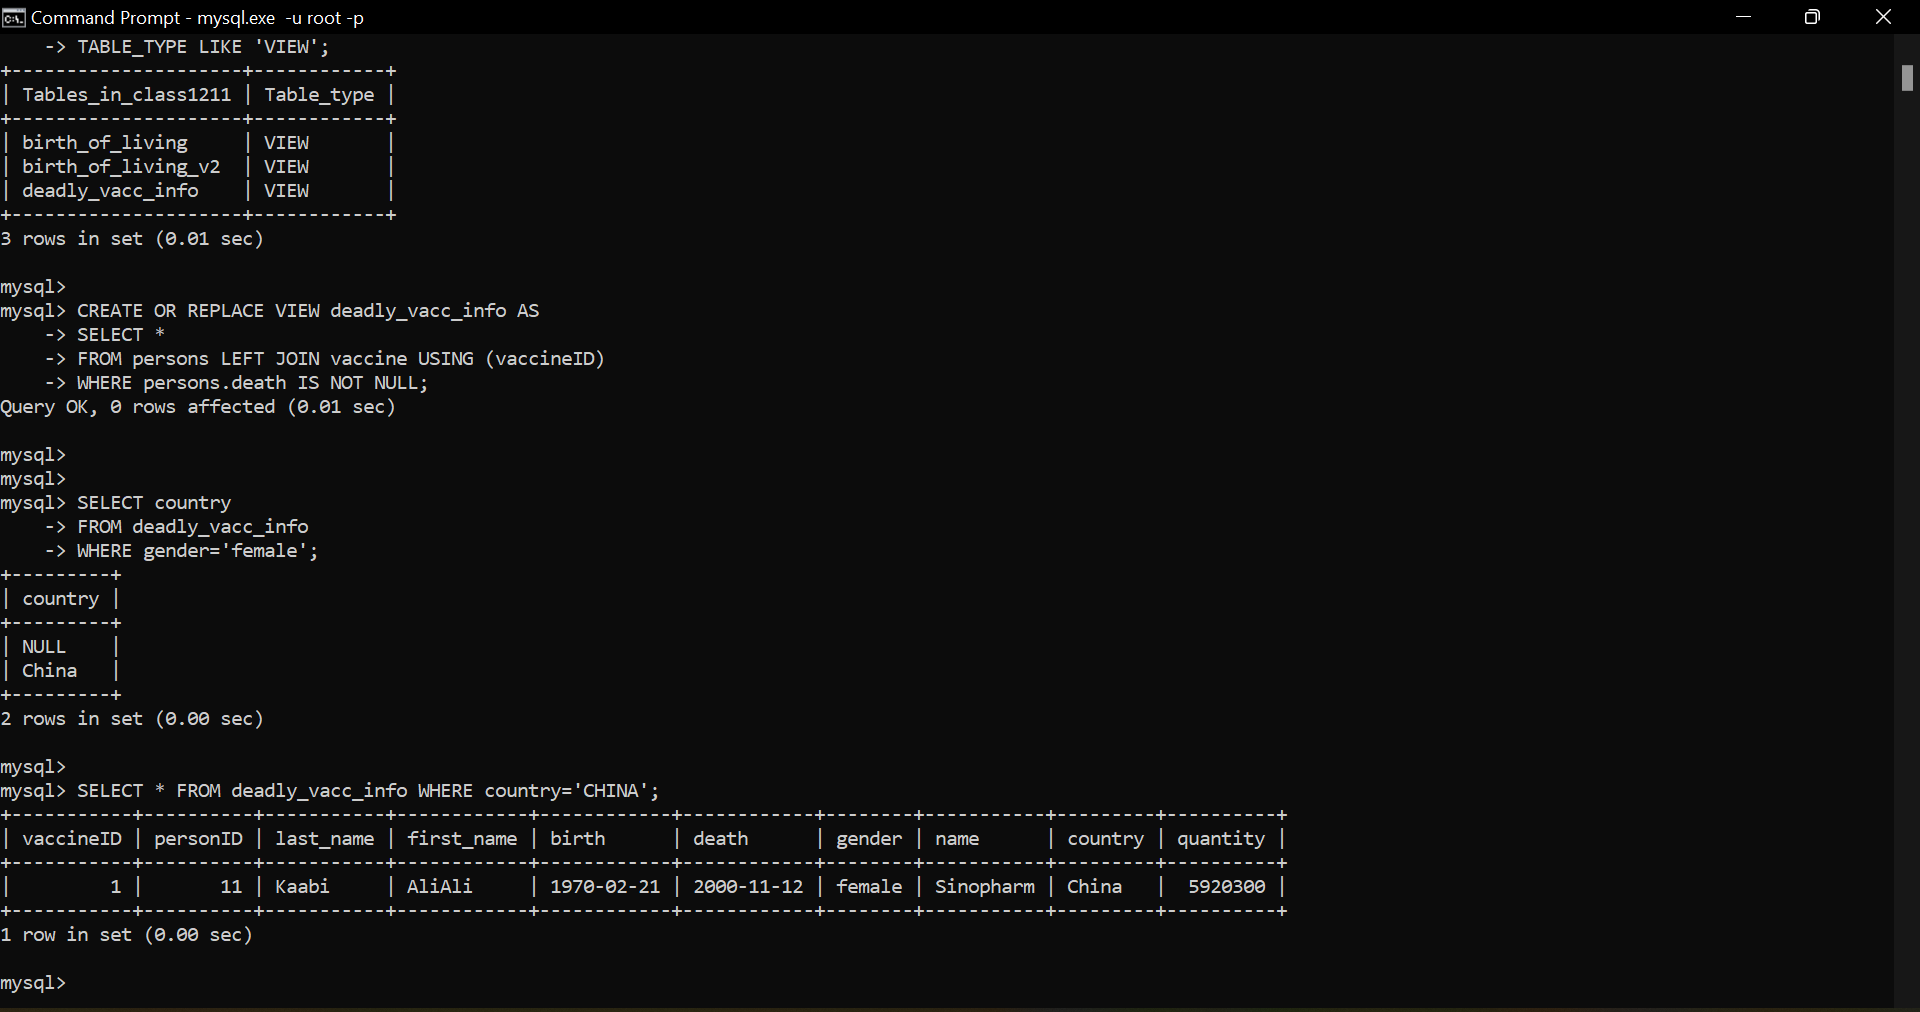 Command Prompt - mysql.exe -u root -p
    -> TABLE_TYPE LIKE 'VIEW';
+---------------------+------------+
| Tables_in_class1211 | Table_type |
+---------------------+------------+
| birth_of_living     | VIEW       |
| birth_of_living_v2  | VIEW       |
| deadly_vacc_info    | VIEW       |
+---------------------+------------+
3 rows in set (0.01 sec)

mysql>
mysql> CREATE OR REPLACE VIEW deadly_vacc_info AS
    -> SELECT *
    -> FROM persons LEFT JOIN vaccine USING (vaccineID)
    -> WHERE persons.death IS NOT NULL;
Query OK, 0 rows affected (0.01 sec)

mysql>
mysql>
mysql> SELECT country
    -> FROM deadly_vacc_info
    -> WHERE gender='female';
+---------+
| country |
+---------+
| NULL    |
| China   |
+---------+
2 rows in set (0.00 sec)

mysql>
mysql> SELECT * FROM deadly_vacc_info WHERE country='CHINA';
+-----------+----------+-----------+------------+------------+------------+--------+-----------+---------+----------+
| vaccineID | personID | last_name | first_name | birth      | death      | gender | name      | country | quantity |
+-----------+----------+-----------+------------+------------+------------+--------+-----------+---------+----------+
|         1 |       11 | Kaabi     | AliAli     | 1970-02-21 | 2000-11-12 | female | Sinopharm | China   |  5920300 |
+-----------+----------+-----------+------------+------------+------------+--------+-----------+---------+----------+
1 row in set (0.00 sec)

mysql>